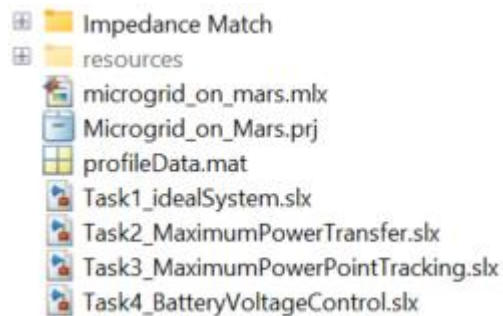 Impedance Match
resources
microgrid_on_mars.mlx
Microgrid_on_Mars.prj
profileData.mat
Task1_idealSystem.slx
Task2_MaximumPowerTransfer.slx
Task3_MaximumPowerPointTracking.slx
Task4_BatteryVoltageControl.slx